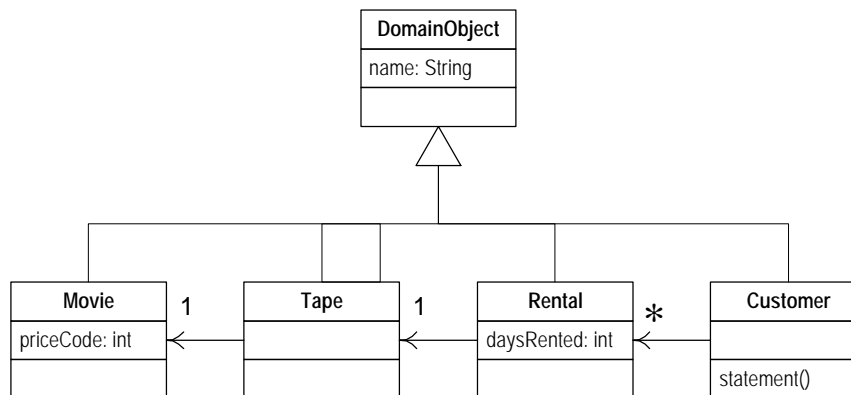 DomainObject
name: String
Movie
1
Tape
1
Rental
*
Customer
priceCode: int
daysRented: int
statement()